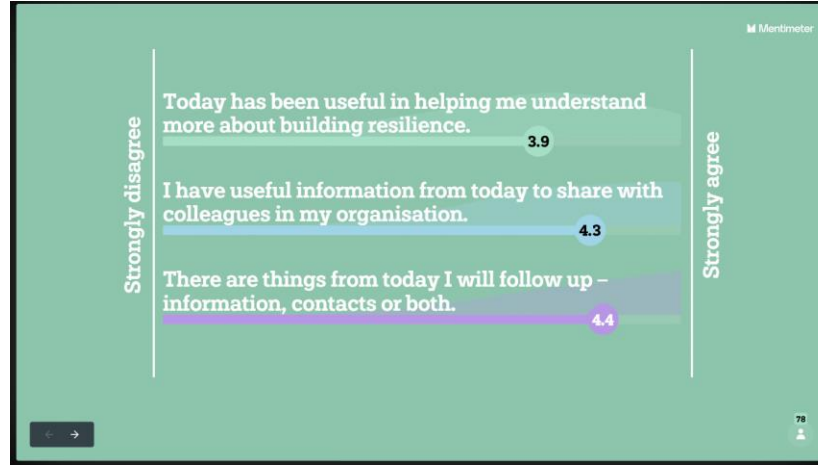 Mentimeter
Strongly disagree
Today has been useful in helping me understand
more about building resilience.
3.9
I have useful information from today to share with
colleagues in my organisation.
4.3
There are things from today I will follow up –
information, contacts or both.
4.4
Strongly agree
78